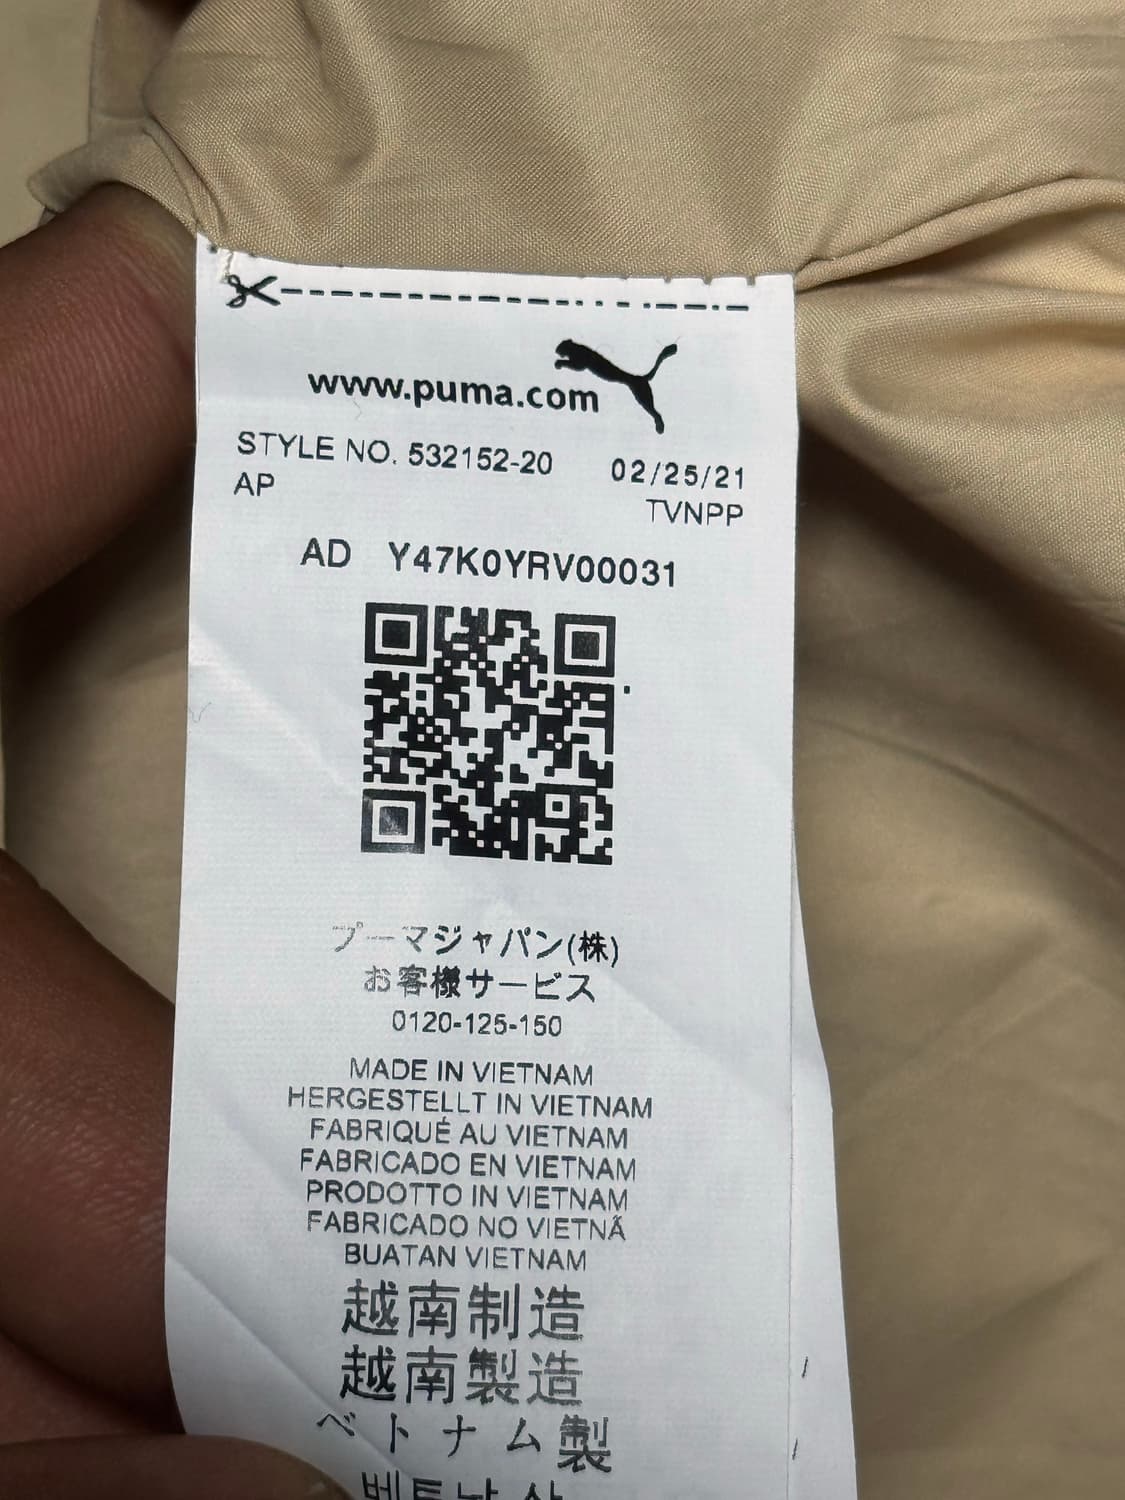 www.puma.com
STYLE NO. 532152-20 02/25/21
AP TVNPP
AD Y47K0YRV00031
プーマジャパン(株)
お客様サービス
0120-125-150
MADE IN VIETNAM
HERGESTELLT IN VIETNAM
FABRIQUÉ AU VIETNAM
FABRICADO EN VIETNAM
PRODOTTO IN VIETNAM
FABRICADO NO VIETNÃ
BUATAN VIETNAM
越南制造
越南製造
ベトナム製